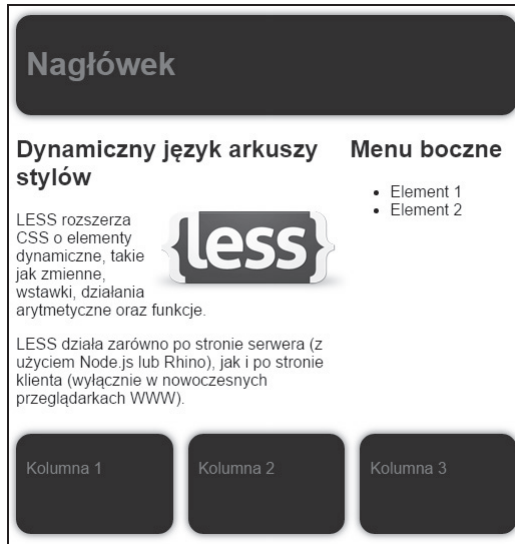 Nagłówek
Dynamiczny język arkuszy
stylów
LESS rozszerza
CSS o elementy
dynamiczne, takie
jak zmienne,
wstawki, działania
arytmetyczne oraz funkcje.
{less}
LESS działa zarówno po stronie serwera (z
użyciem Node.js lub Rhino), jak i po stronie
klienta (wyłącznie w nowoczesnych
przeglądarkach WWW).
Menu boczne
• Element 1
• Element 2
Kolumna 1
Kolumna 2
Kolumna 3